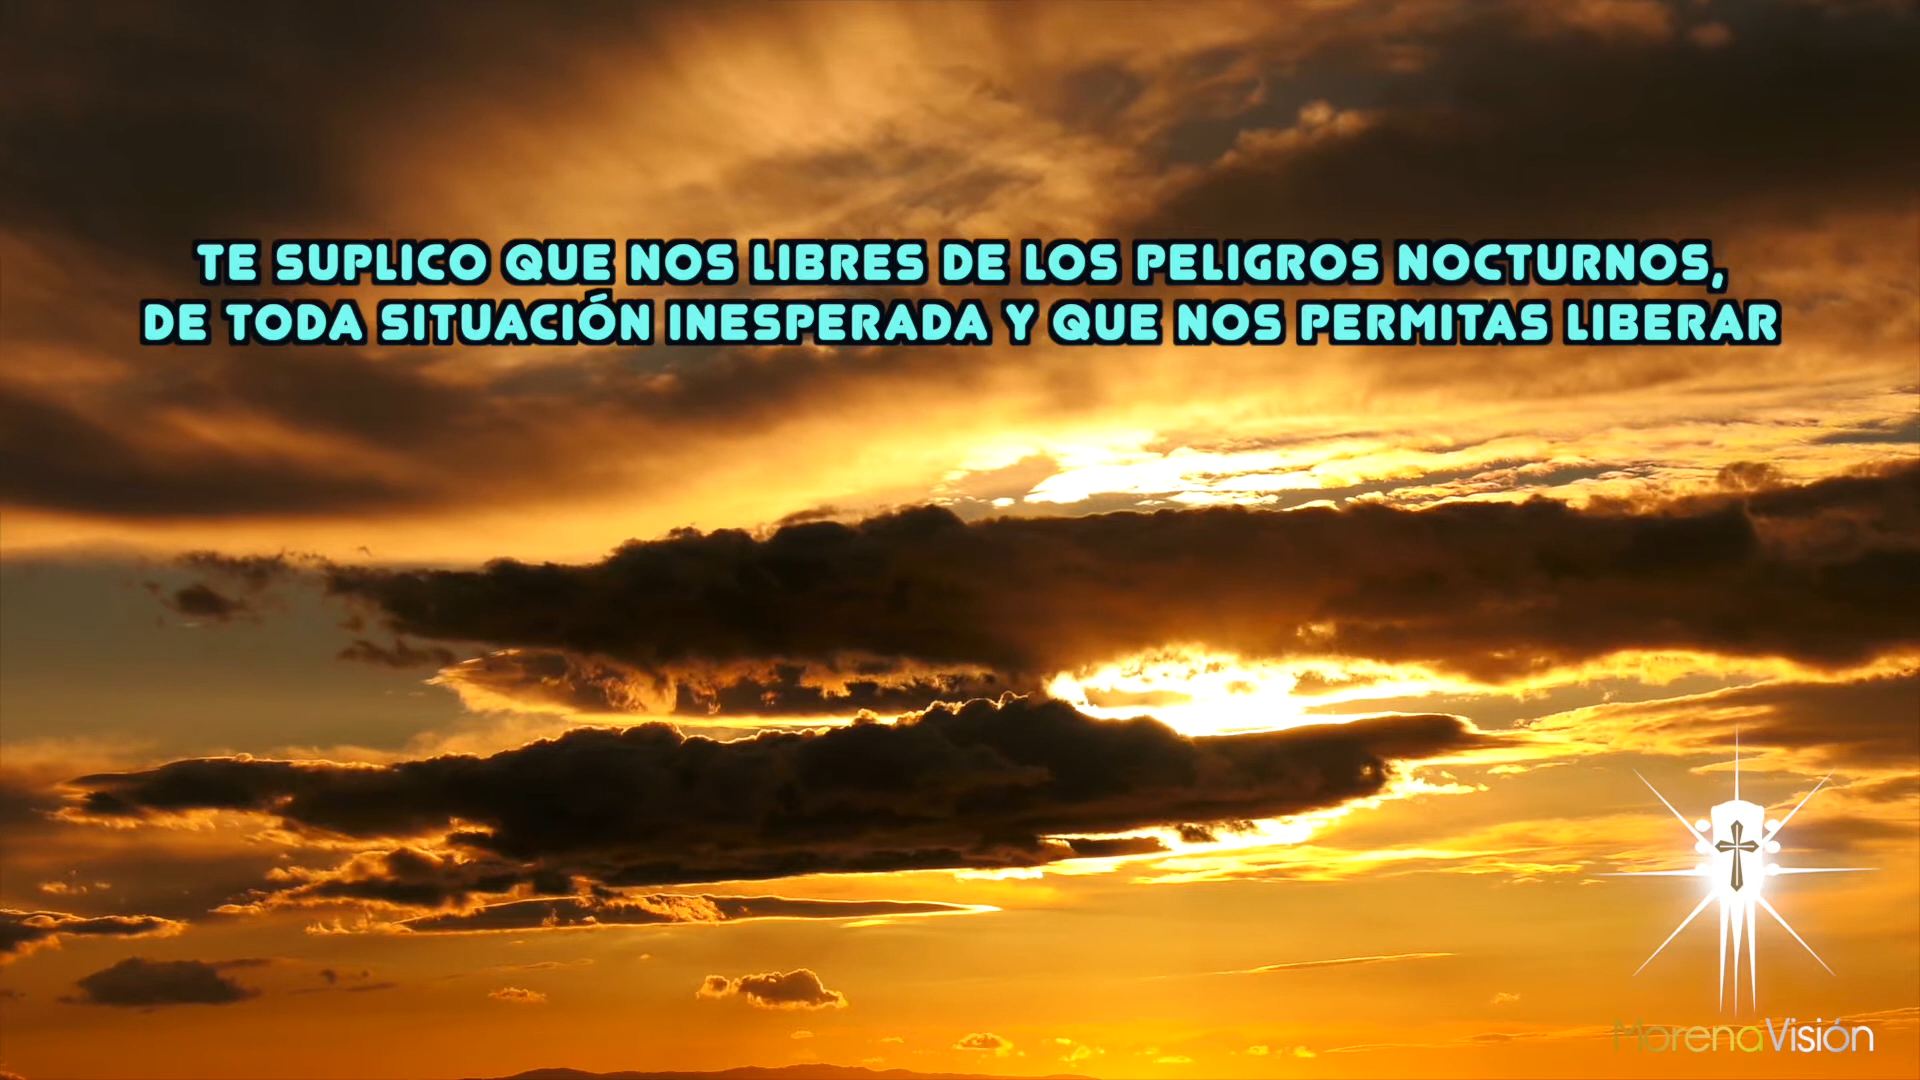 TE SUPLICO QUE NOS LIBRES DE LOS PELIGROS NOCTURNOS,
DE TODA SITUACIÓN INESPERADA Y QUE NOS PERMITAS LIBERAR
MorenaVisión